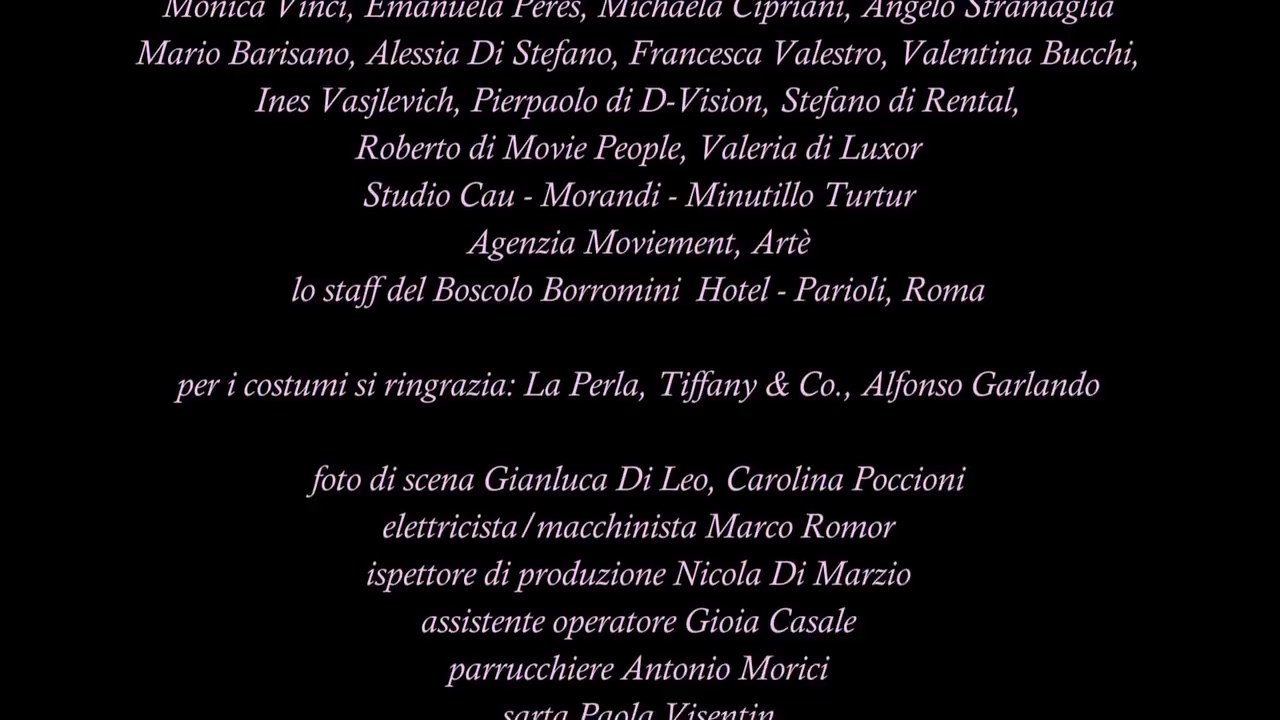 Monica Vinci, Emanuela Peres, Michaela Cipriani, Angelo Stramaglia
Mario Barisano, Alessia Di Stefano, Francesca Valestro, Valentina Bucchi,
Ines Vasjlevich, Pierpaolo di D-Vision, Stefano di Rental,
Roberto di Movie People, Valeria di Luxor
Studio Cau - Morandi - Minutillo Turtur
Agenzia Moviement, Artè
lo staff del Boscolo Borromini Hotel - Parioli, Roma
per i costumi si ringrazia: La Perla, Tiffany & Co., Alfonso Garlando
foto di scena Gianluca Di Leo, Carolina Poccioni
elettricista/macchinista Marco Romor
ispettore di produzione Nicola Di Marzio
assistente operatore Gioia Casale
parrucchiere Antonio Morici
sarta Paola Visentin